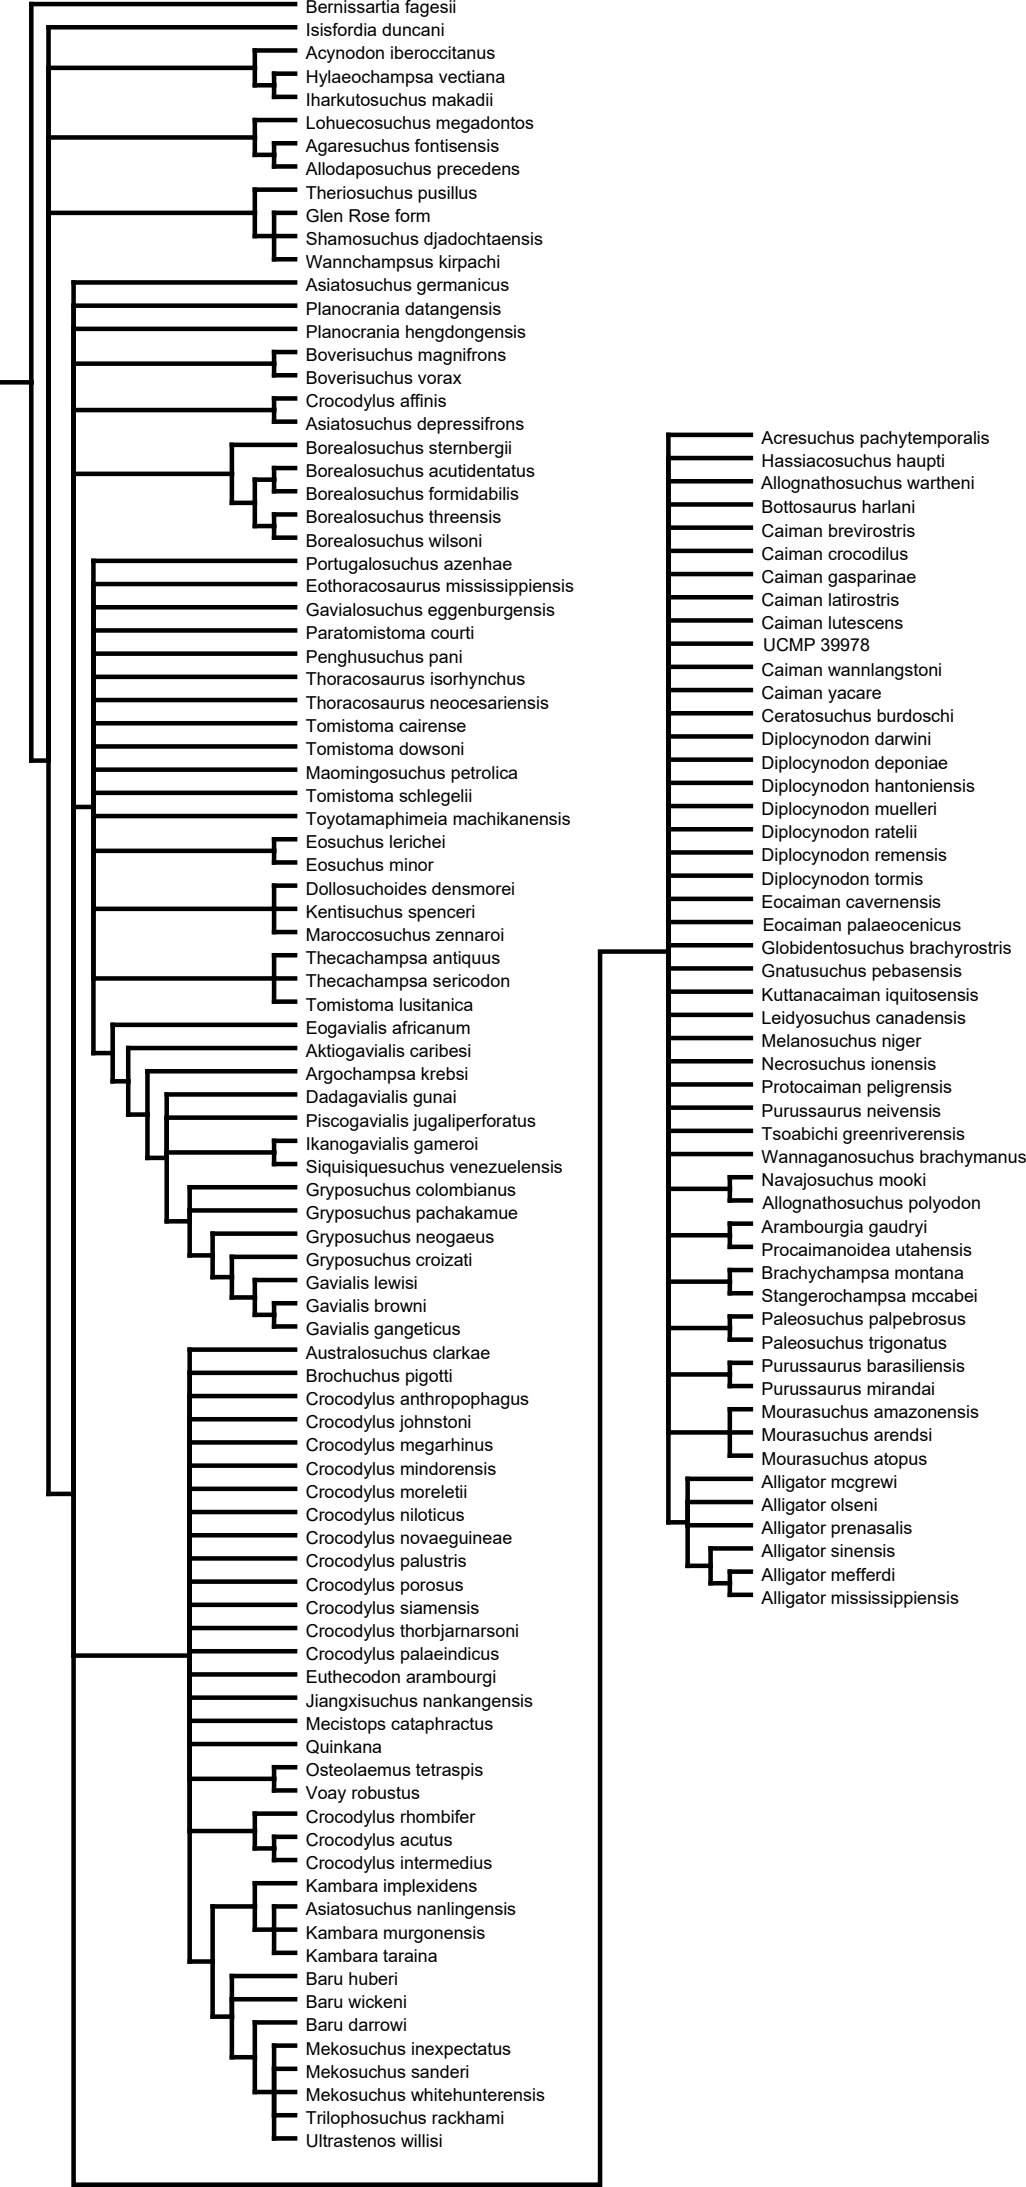 Bernissartia fagesii
Isisfordia duncani
Acynodon iberoccitanus
Hylaeochampsa vectiana
Iharkutosuchus makadii
Lohuecosuchus megadontos
Agaresuchus fontisensis
Allodaposuchus precedens
Theriosuchus pusillus
Glen Rose form
Shamosuchus djadochtaensis
Wannchampsus kirpachi
Asiatosuchus germanicus
Planocrania datangensis
Planocrania hengdongensis
Boverisuchus magnifrons
Boverisuchus vorax
Crocodylus affinis
Asiatosuchus depressifrons
Borealosuchus sternbergii
Borealosuchus acutidentatus
Borealosuchus formidabilis
Borealosuchus threensis
Borealosuchus wilsoni
Portugalosuchus azenhae
Eothoracosaurus mississippiensis
Gavialosuchus eggenburgensis
Paratomistoma courti
Penghusuchus pani
Thoracosaurus isorhynchus
Thoracosaurus neocesariensis
Tomistoma cairense
Tomistoma dowsoni
Maomingosuchus petrolica
Tomistoma schlegelii
Toyotamaphimeia machikanensis
Eosuchus lerichei
Eosuchus minor
Dollosuchoides densmorei
Kentisuchus spenceri
Maroccosuchus zennaroi
Thecachampsa antiquus
Thecachampsa sericodon
Tomistoma lusitanica
Eogavialis africanum
Aktiogavialis caribesi
Argochampsa krebsi
Dadagavialis gunai
Piscogavialis jugaliperforatus
Ikanogavialis gameroi
Siquisiquesuchus venezuelensis
Gryposuchus colombianus
Gryposuchus pachakamue
Gryposuchus neogaeus
Gryposuchus croizati
Gavialis lewisi
Gavialis browni
Gavialis gangeticus
Australosuchus clarkae
Brochuchus pigotti
Crocodylus anthropophagus
Crocodylus johnstoni
Crocodylus megarhinus
Crocodylus mindorensis
Crocodylus moreletii
Crocodylus niloticus
Crocodylus novaeguineae
Crocodylus palustris
Crocodylus porosus
Crocodylus siamensis
Crocodylus thorbjarnarsoni
Crocodylus palaeindicus
Euthecodon arambourgi
Jiangxisuchus nankangensis
Mecistops cataphractus
Quinkana
Osteolaemus tetraspis
Voay robustus
Crocodylus rhombifer
Crocodylus acutus
Crocodylus intermedius
Kambara implexidens
Asiatosuchus nanlingensis
Kambara murgonensis
Kambara taraina
Baru huberi
Baru wickeni
Baru darrowi
Mekosuchus inexpectatus
Mekosuchus sanderi
Mekosuchus whitehunterensis
Trilophosuchus rackhami
Ultrastenos willisi
Acresuchus pachytemporalis
Hassiacosuchus haupti
Allognathosuchus wartheni
Bottosaurus harlani
Caiman brevirostris
Caiman crocodilus
Caiman gasparinae
Caiman latirostris
Caiman lutescens
UCMP 39978
Caiman wannlangstoni
Caiman yacare
Ceratosuchus burdoschi
Diplocynodon darwini
Diplocynodon deponiae
Diplocynodon hantoniensis
Diplocynodon muelleri
Diplocynodon ratelii
Diplocynodon remensis
Diplocynodon tormis
Eocaiman cavernensis
Eocaiman palaeocenicus
Globidentosuchus brachyrostris
Gnatusuchus pebasensis
Kuttanacaiman iquitosensis
Leidyosuchus canadensis
Melanosuchus niger
Necrosuchus ionensis
Protocaiman peligrensis
Purussaurus neivensis
Tsoabichi greenriverensis
Wannaganosuchus brachymanus
Navajosuchus mooki
Allognathosuchus polyodon
Arambourgia gaudryi
Procaimanoidea utahensis
Brachychampsa montana
Stangerochampsa mccabei
Paleosuchus palpebrosus
Paleosuchus trigonatus
Purussaurus barasiliensis
Purussaurus mirandai
Mourasuchus amazonensis
Mourasuchus arendsi
Mourasuchus atopus
Alligator mcgrewi
Alligator olseni
Alligator prenasalis
Alligator sinensis
Alligator mefferdi
Alligator mississippiensis